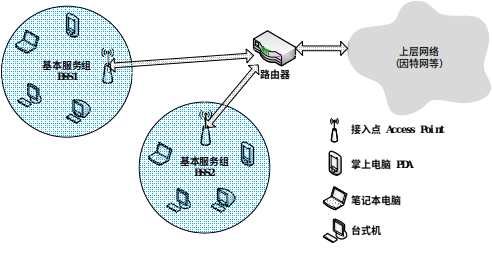 基本服务组
BSS1
路由器
上层网络
(因特网等)
基本服务组
BSS2
接入点 Access Point
掌上电脑 PDA
笔记本电脑
台式机